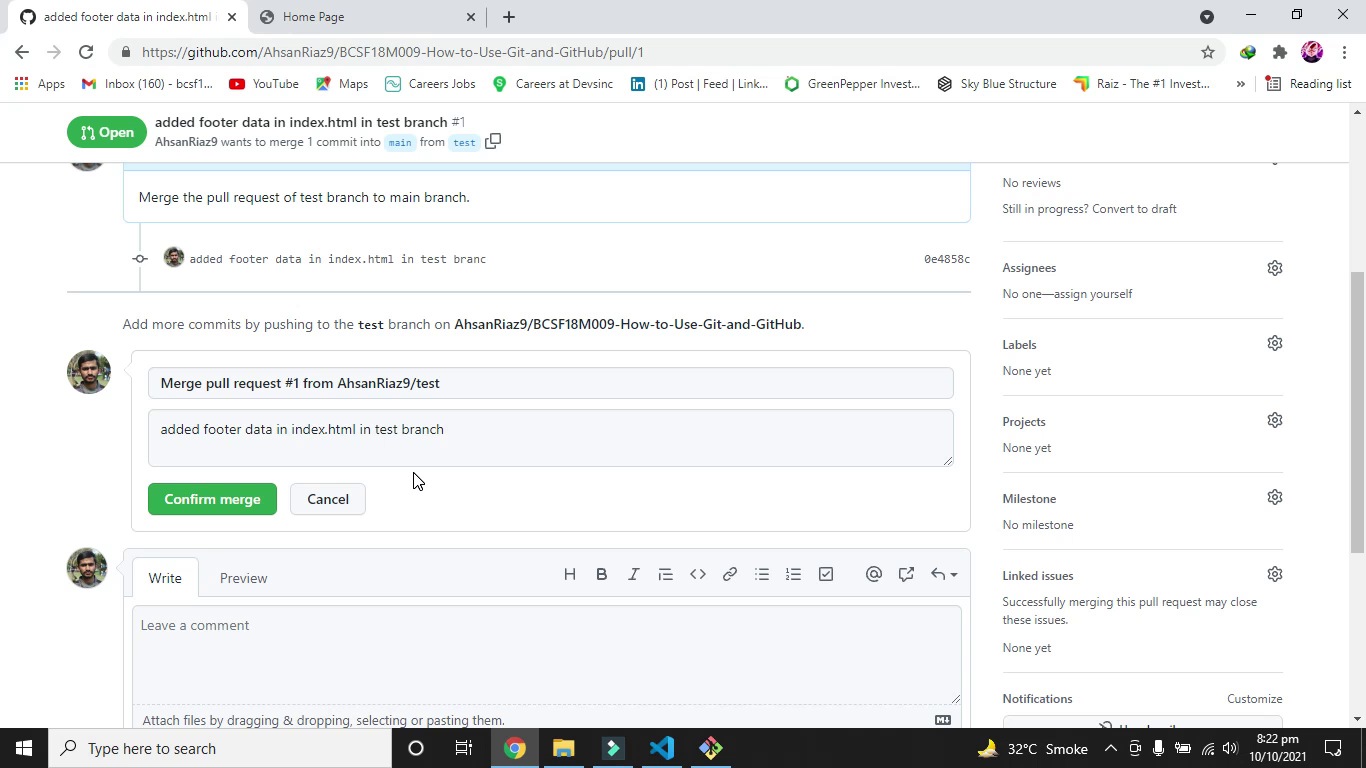 added footer data in index.html i
Home Page
https://github.com/AhsanRiaz9/BCSF18M009-How-to-Use-Git-and-GitHub/pull/1
Apps
Inbox (160) - bcsf1...
YouTube
Maps
Careers Jobs
Careers at Devsinc
(1) Post | Feed | Link...
GreenPepper Invest...
Sky Blue Structure
Raiz - The #1 Invest...
»
Reading list
Open
added footer data in index.html in test branch #1
AhsanRiaz9 wants to merge 1 commit into main from test
No reviews
Still in progress? Convert to draft
Merge the pull request of test branch to main branch.
added footer data in index.html in test branc
0e4858c
Assignees
No one—assign yourself
Add more commits by pushing to the test branch on AhsanRiaz9/BCSF18M009-How-to-Use-Git-and-GitHub.
Labels
None yet
Merge pull request #1 from AhsanRiaz9/test
added footer data in index.html in test branch
Projects
None yet
Confirm merge
Cancel
Milestone
No milestone
Write
Preview
Linked issues
Successfully merging this pull request may close
these issues.
None yet
Leave a comment
Notifications
Customize
Attach files by dragging & dropping, selecting or pasting them.
Type here to search
32°C Smoke
8:22 pm
10/10/2021